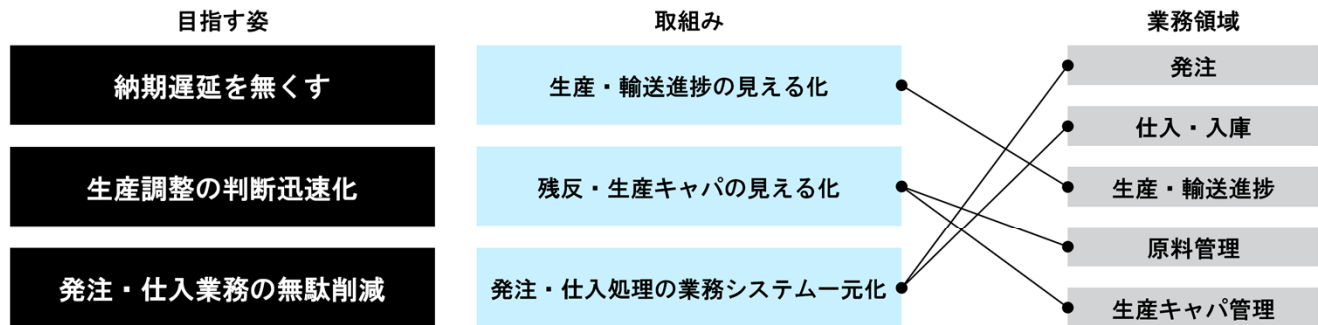 目指す姿
取組み
業務領域
納期遅延を無くす
生産・輸送進捗の見える化
発注
仕入・入庫
生産調整の判断迅速化
残反・生産キャパの見える化
生産・輸送進捗
原料管理
発注・仕入業務の無駄削減
発注・仕入処理の業務システム一元化
生産キャパ管理